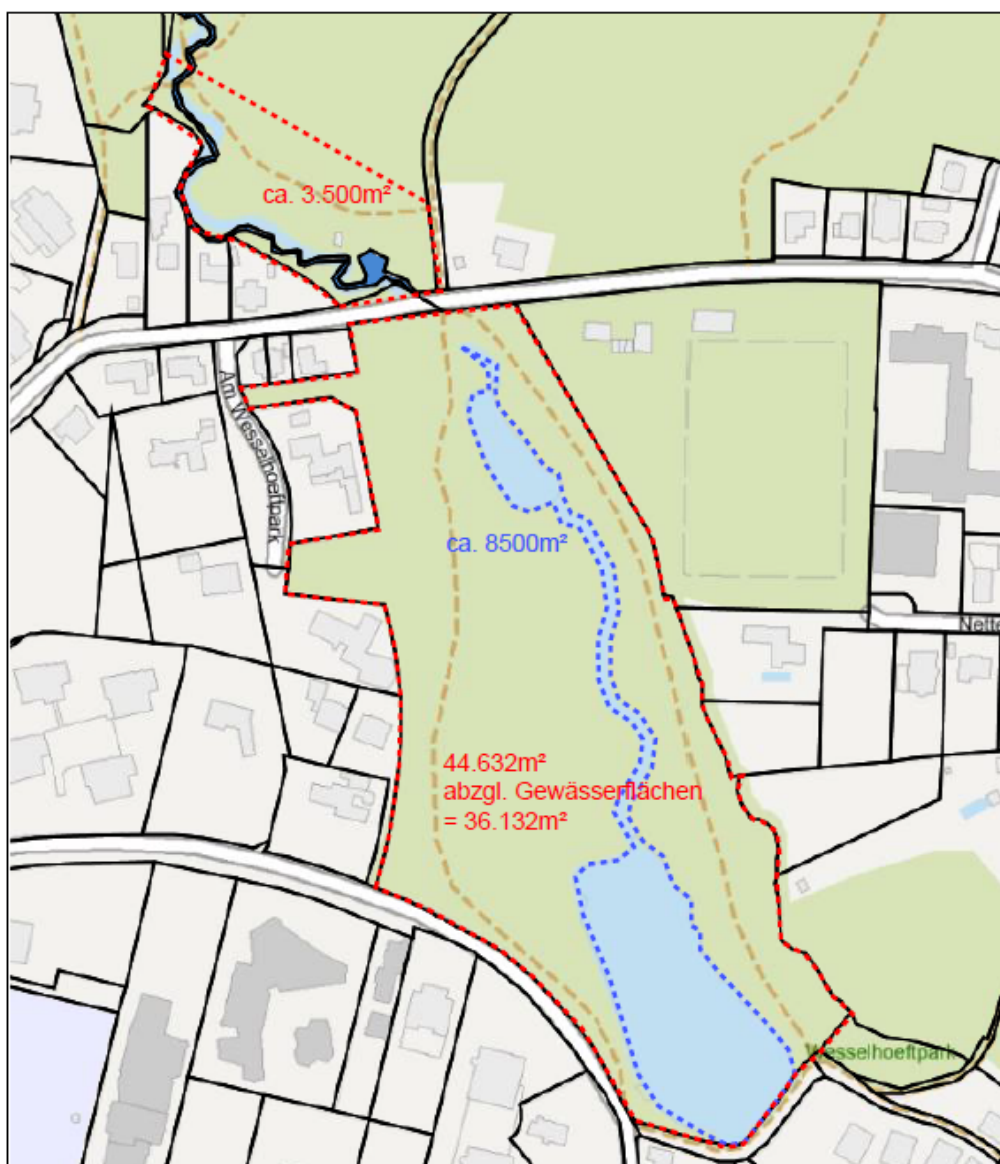 ca. 3.500m²
Am Wesselhoeftpark
ca. 8500m²
Nette
44.632m²
abzgl. Gewässerflächen
= 36.132m²
Wesselhoeftpark